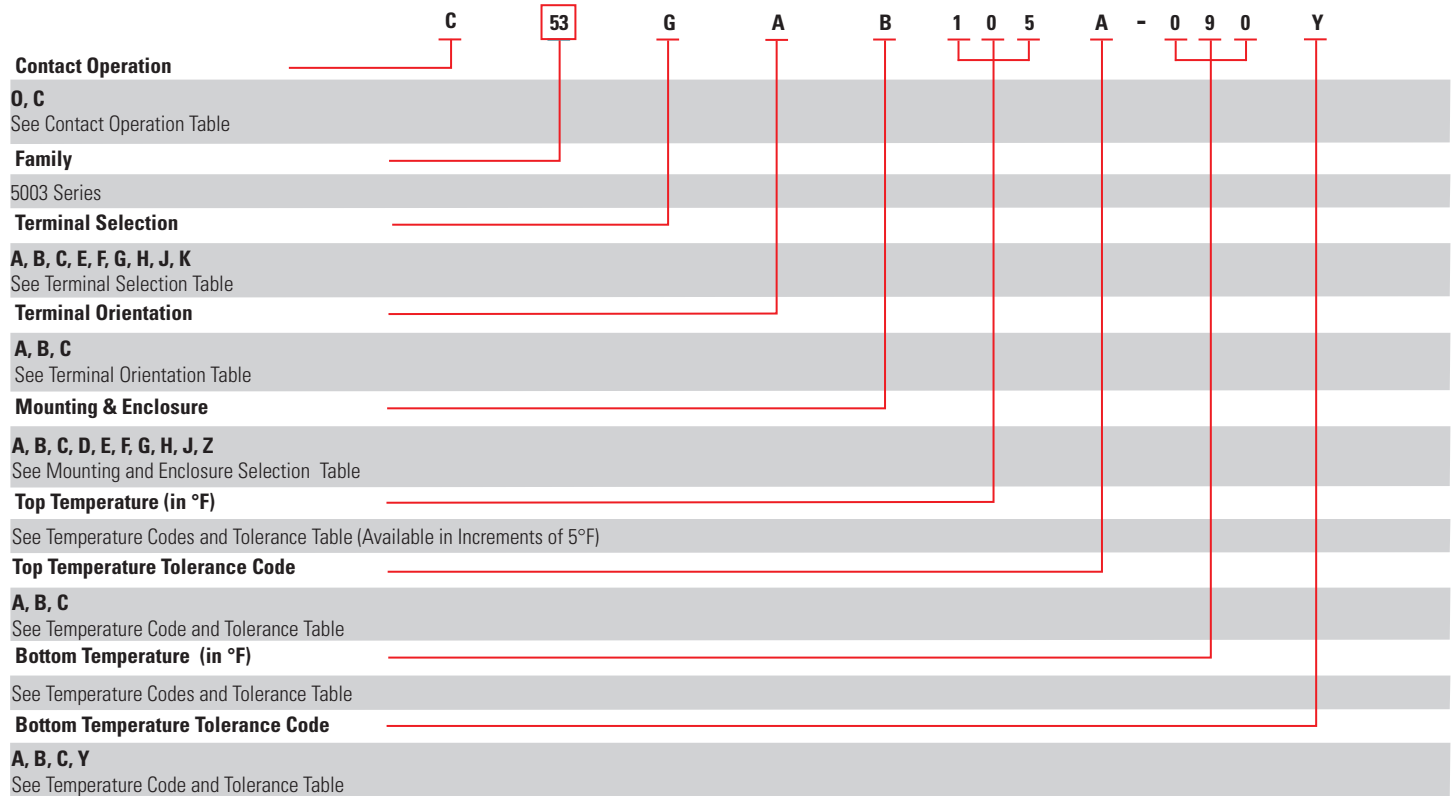 C 53 G A B 1 0 5 A - 0 9 0 Y
Contact Operation
O, C
See Contact Operation Table
Family
5003 Series
Terminal Selection
A, B, C, E, F, G, H, J, K
See Terminal Selection Table
Terminal Orientation
A, B, C
See Terminal Orientation Table
Mounting & Enclosure
A, B, C, D, E, F, G, H, J, Z
See Mounting and Enclosure Selection Table
Top Temperature (in °F)
See Temperature Codes and Tolerance Table (Available in Increments of 5°F)
Top Temperature Tolerance Code
A, B, C
See Temperature Code and Tolerance Table
Bottom Temperature (in °F)
See Temperature Codes and Tolerance Table
Bottom Temperature Tolerance Code
A, B, C, Y
See Temperature Code and Tolerance Table